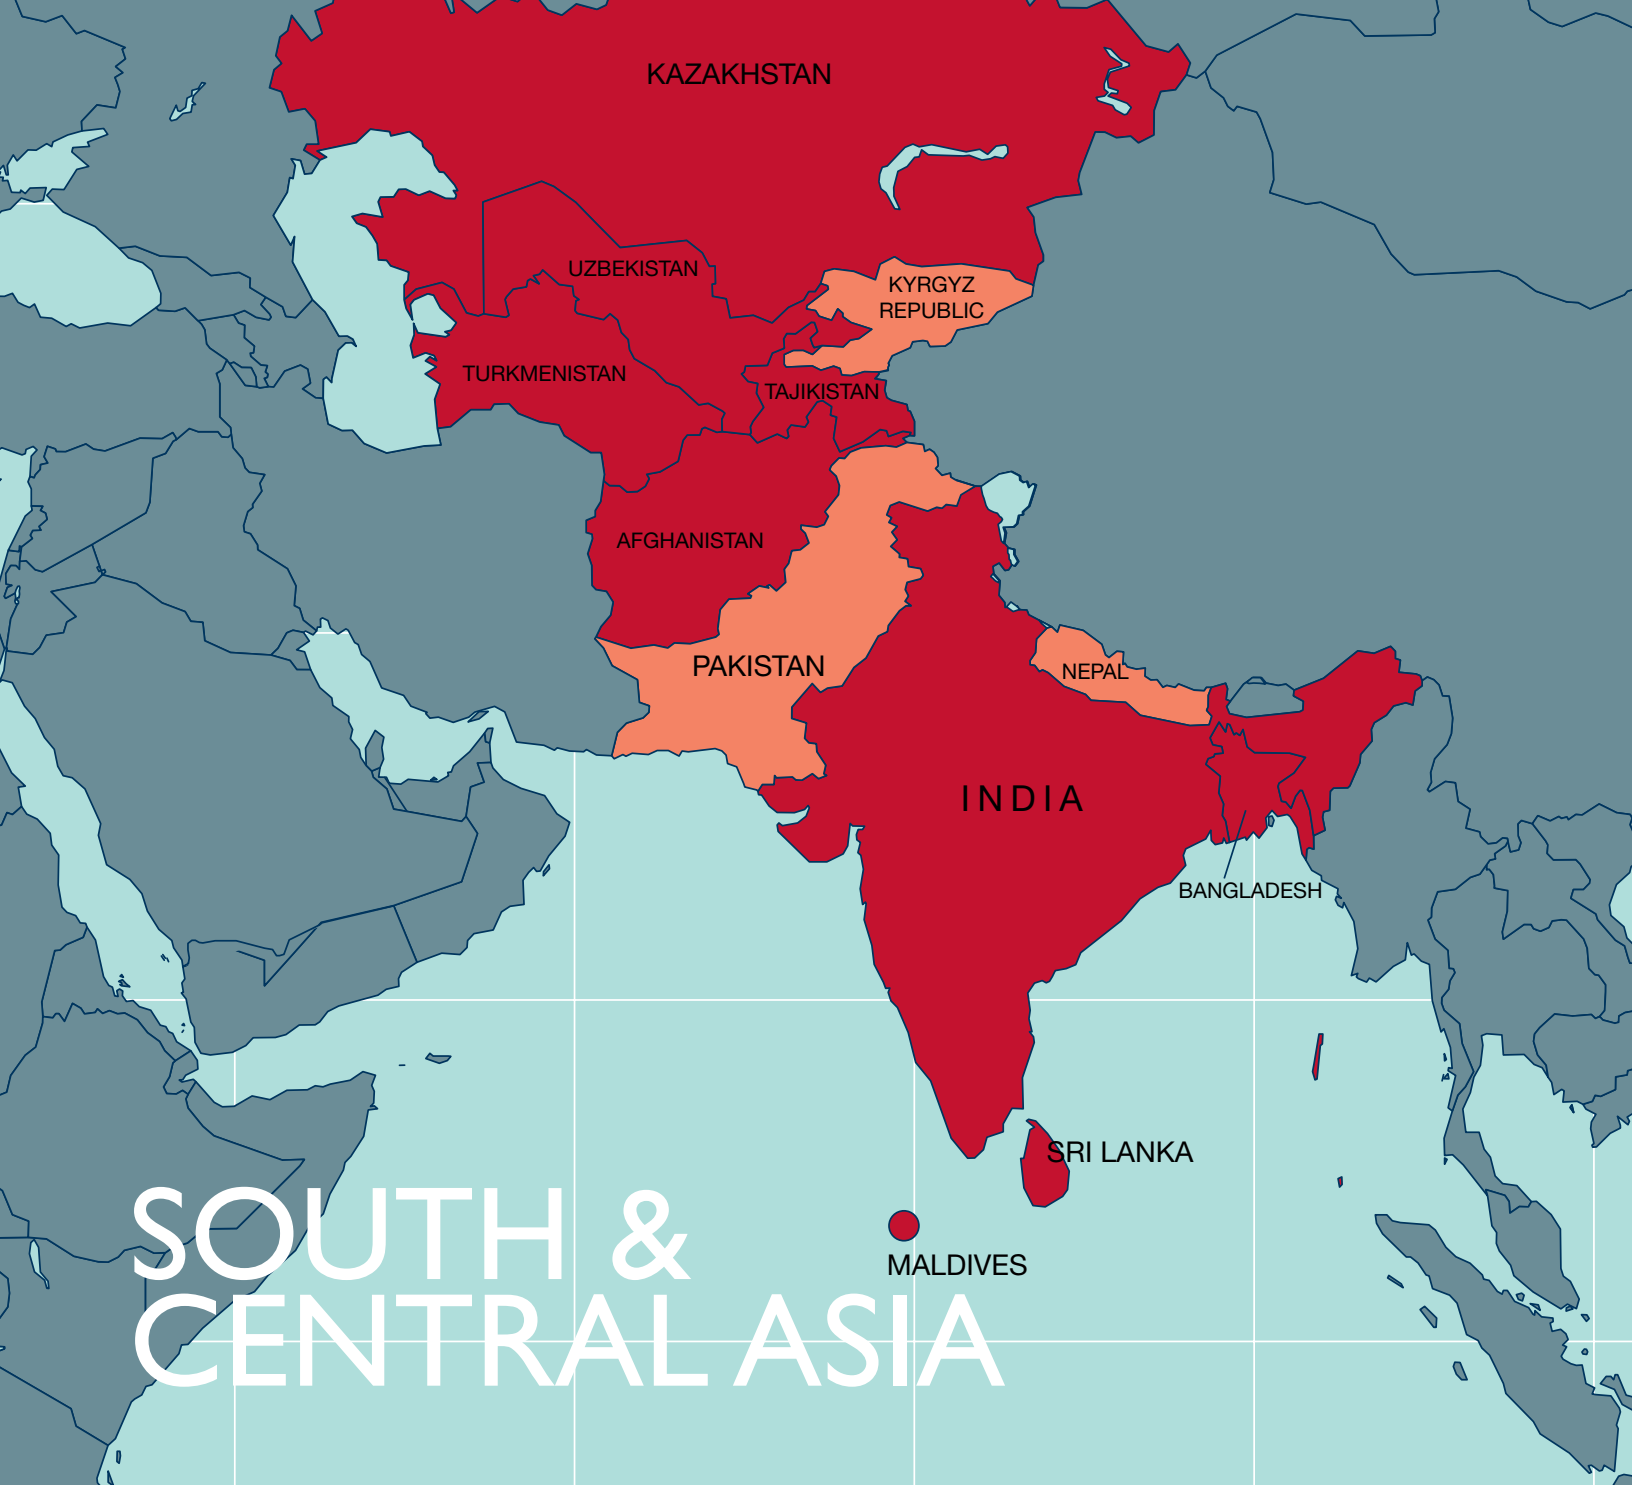 KAZAKHSTAN
UZBEKISTAN
KYRGYZ
REPUBLIC
TURKMENISTAN
TAJIKISTAN
AFGHANISTAN
PAKISTAN
NEPAL
INDIA
BANGLADESH
SRI LANKA
MALDIVES
SOUTH &
CENTRAL ASIA